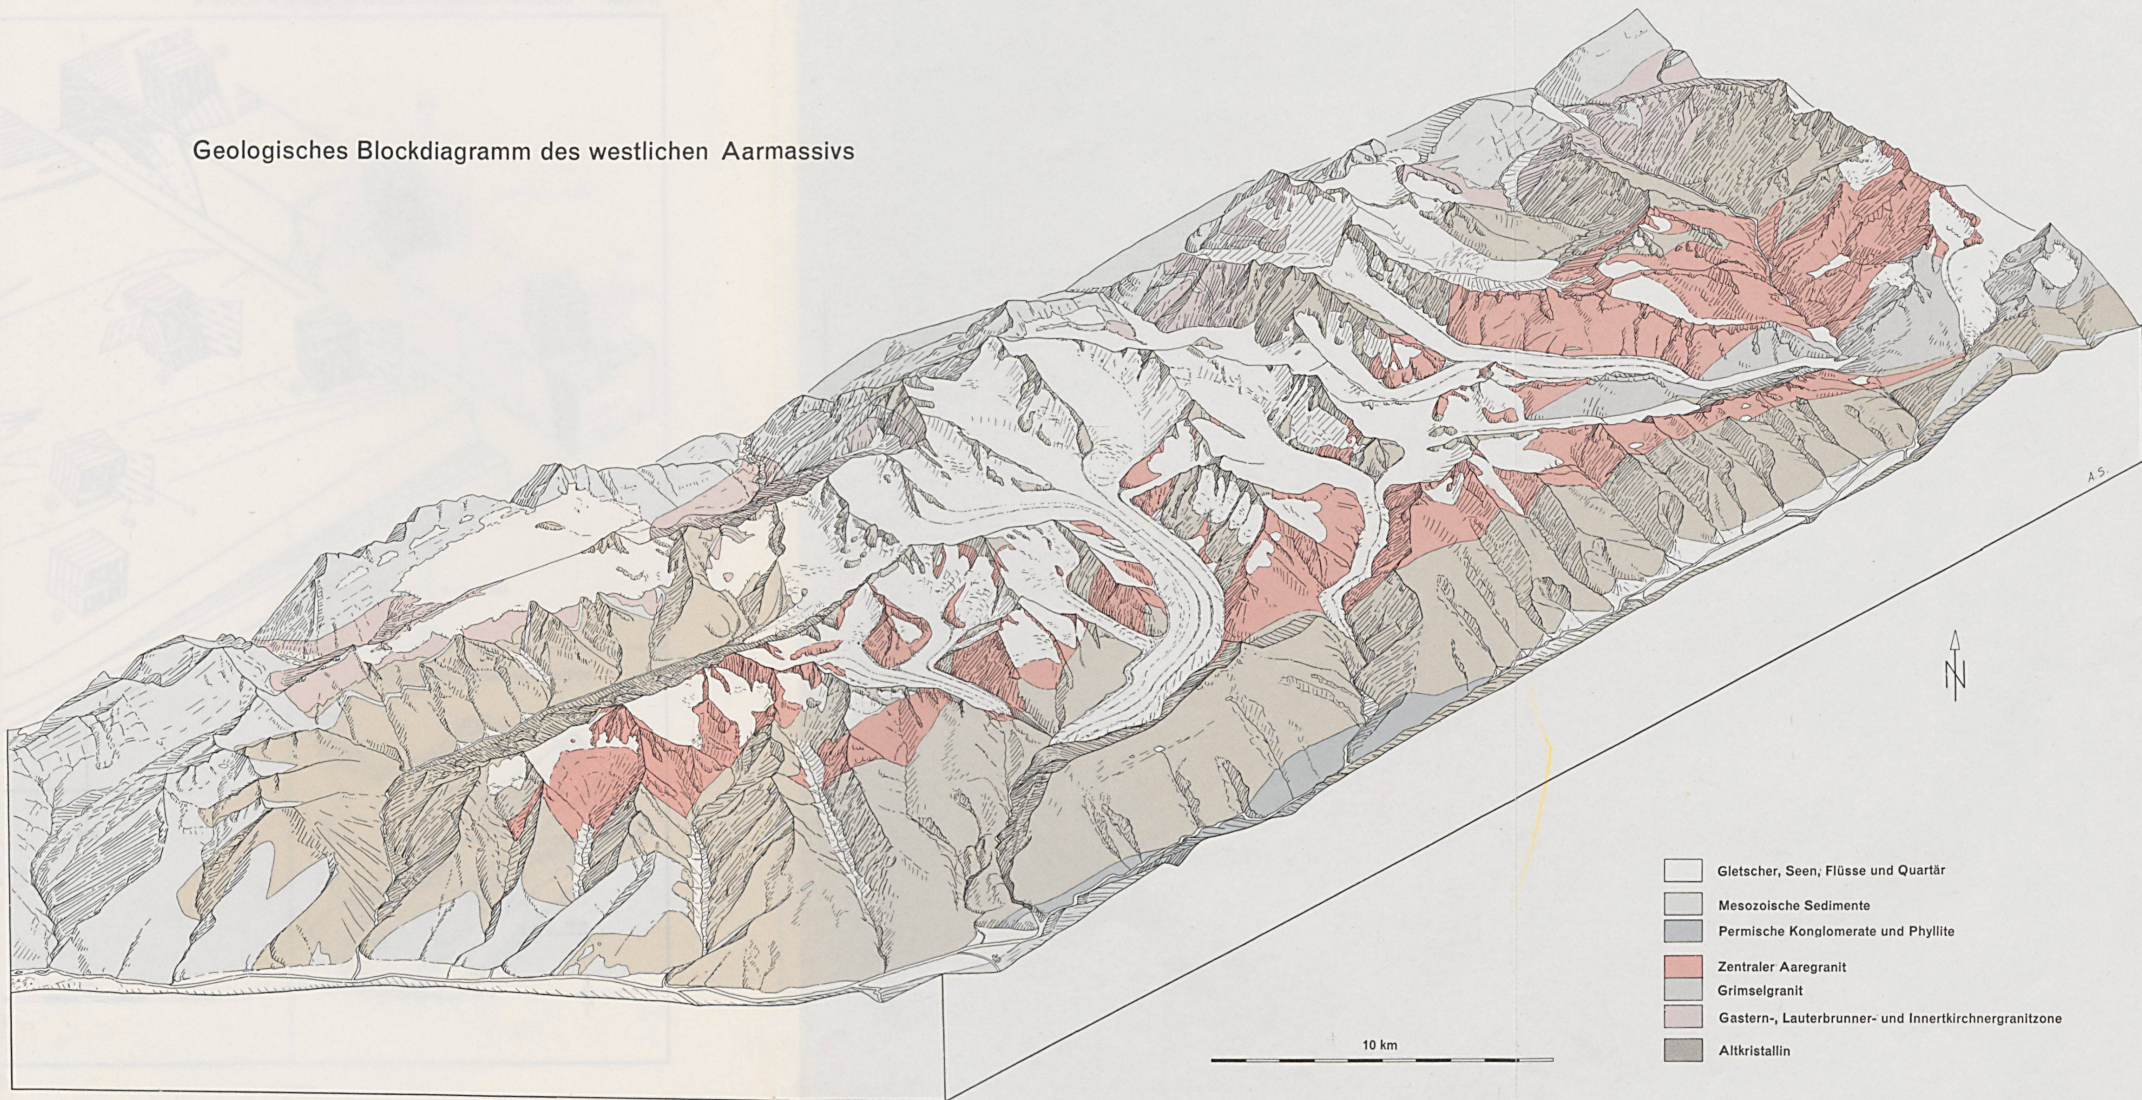 Geologisches Blockdiagramm des westlichen Aarmassivs
A.S.
N
Gletscher, Seen, Flüsse und Quartär
Mesozoische Sedimente
Permische Konglomerate und Phyllite
Zentraler Aaregranit
Grimselgranit
Gastern-, Lauterbrunner- und Innertkirchnergranitzone
Altkristallin
10 km